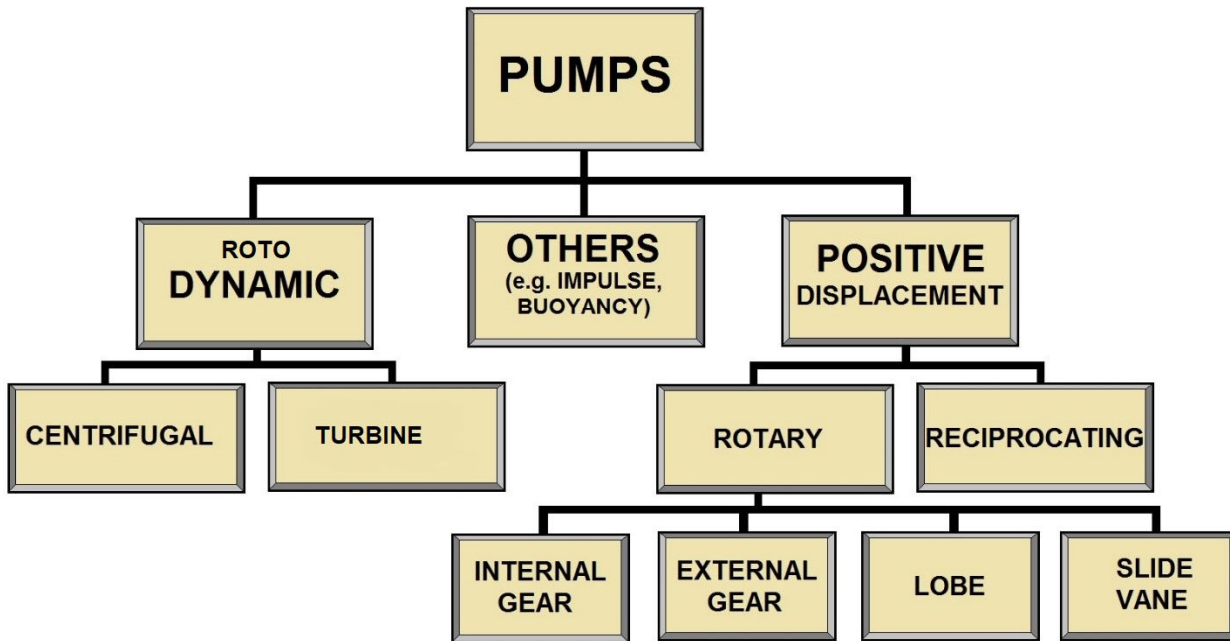 PUMPS
ROTO
DYNAMIC
OTHERS
(e.g. IMPULSE,
BUOYANCY)
POSITIVE
DISPLACEMENT
CENTRIFUGAL
TURBINE
ROTARY
RECIPROCATING
INTERNAL
GEAR
EXTERNAL
GEAR
LOBE
SLIDE
VANE